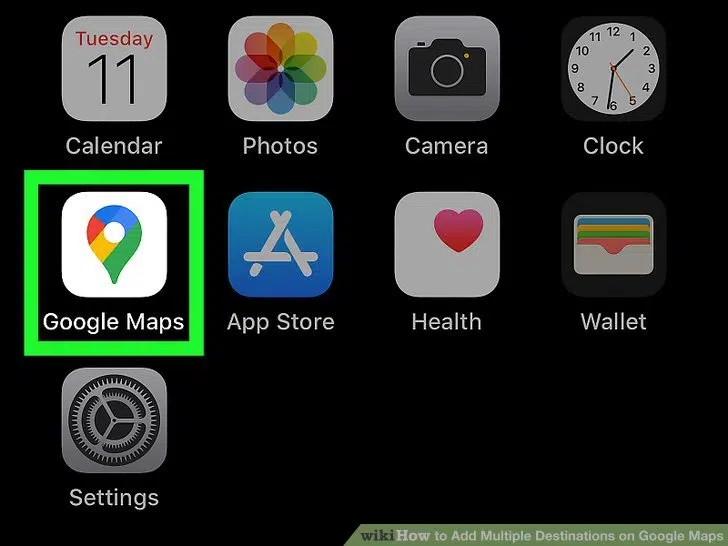 Tuesday
11
Calendar
Photos
Camera
12
11
1
10
2
9
3
8
4
7
5
6
Clock
Google Maps
App Store
Health
Wallet
Settings
wikiHow to Add Multiple Destinations on Google Maps